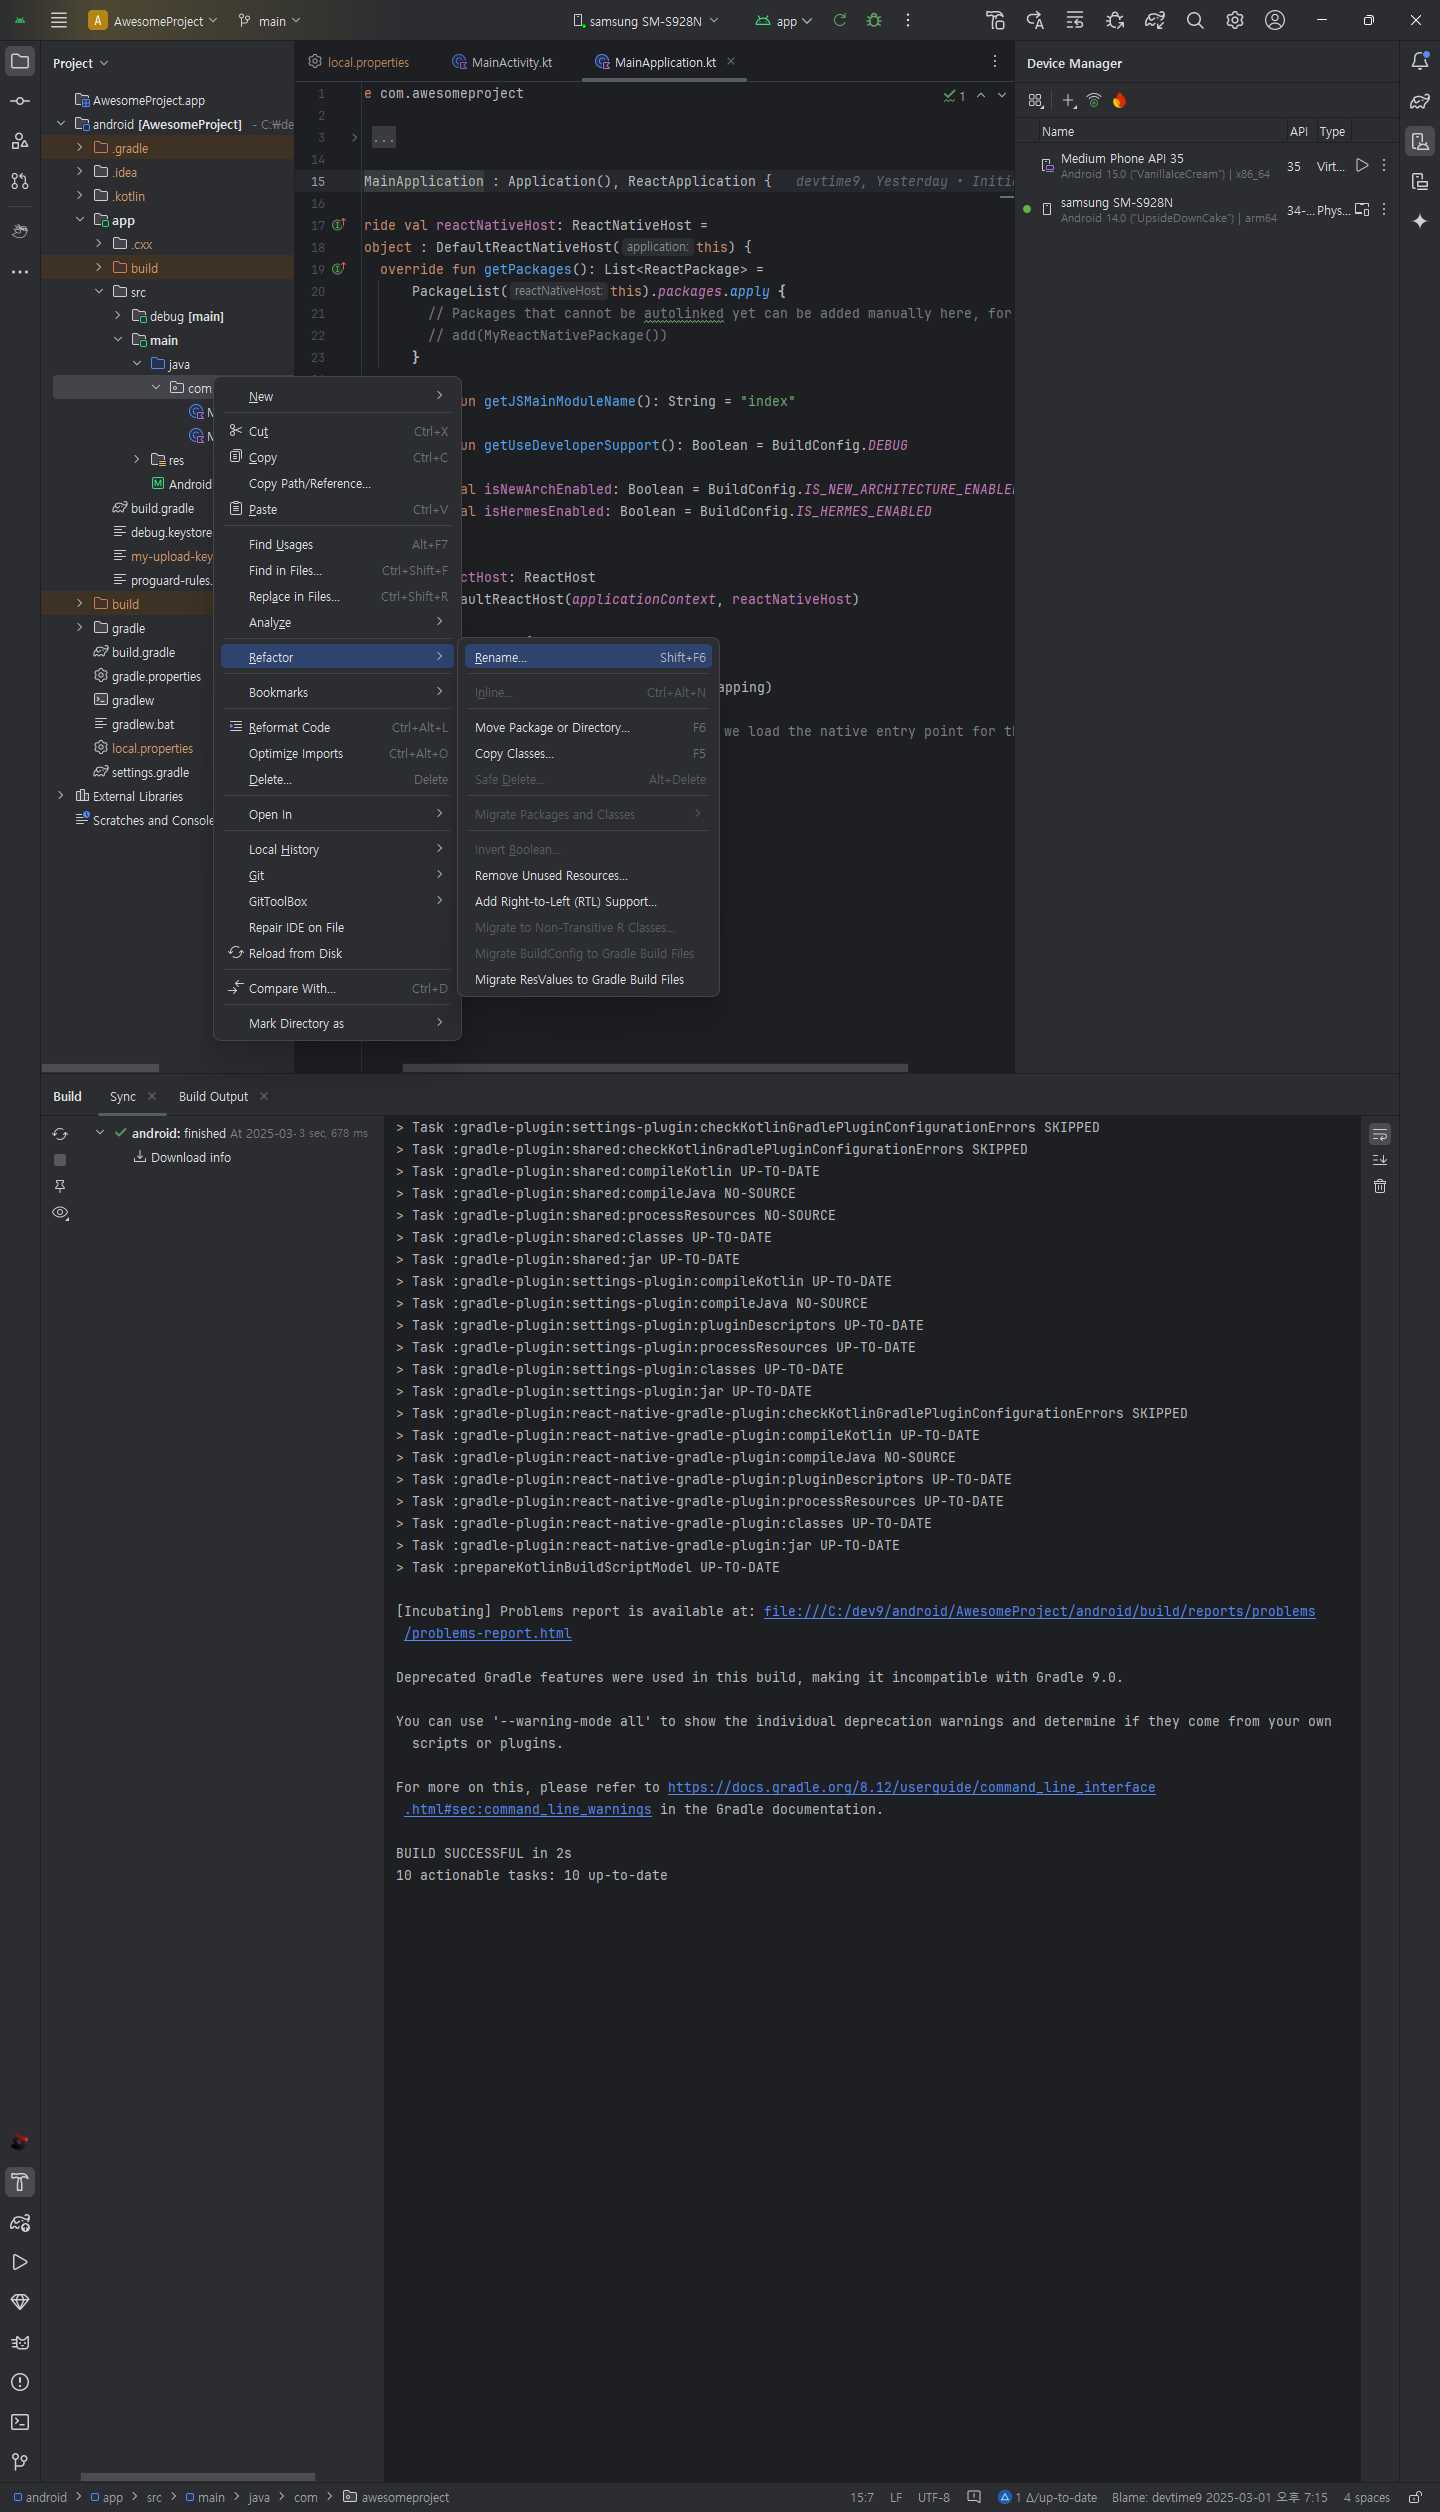 A AwesomeProject main samsung SM-S928N app
Project
AwesomeProject.app
android [AwesomeProject] - C:₩de
.gradle
.idea
.kotlin
app
.cxx
build
src
debug [main]
main
java
com
M
M
res
Android
build.gradle
debug.keystore
my-upload-key
proguard-rules.
build
gradle
build.gradle
gradle.properties
gradlew
gradlew.bat
local.properties
settings.gradle
External Libraries
Scratches and Console
local.properties MainActivity.kt MainApplication.kt
1 e com.awesomeproject
1
2
3 ...
14
15 MainApplication : Application(), ReactApplication { devtime9, Yesterday • Initi
16
17 ride val reactNativeHost: ReactNativeHost =
18 object : DefaultReactNativeHost( application: this) {
19 override fun getPackages(): List<ReactPackage> =
20 PackageList( reactNativeHost: this).packages.apply {
21 // Packages that cannot be autolinked yet can be added manually here, for
22 // add(MyReactNativePackage())
23 }
un getJSMainModuleName(): String = "index"
un getUseDeveloperSupport(): Boolean = BuildConfig.DEBUG
al isNewArchEnabled: Boolean = BuildConfig.IS_NEW_ARCHITECTURE_ENABLE
al isHermesEnabled: Boolean = BuildConfig.IS_HERMES_ENABLED
ctHost: ReactHost
aultReactHost(applicationContext, reactNativeHost)
apping)
we load the native entry point for th
New
Cut Ctrl+X
Copy Ctrl+C
Copy Path/Reference...
Paste Ctrl+V
Find Usages Alt+F7
Find in Files... Ctrl+Shift+F
Replace in Files... Ctrl+Shift+R
Analyze
Refactor
Bookmarks
Reformat Code Ctrl+Alt+L
Optimize Imports Ctrl+Alt+O
Delete... Delete
Open In
Local History
Git
GitToolBox
Repair IDE on File
Reload from Disk
Compare With... Ctrl+D
Mark Directory as
Rename... Shift+F6
Inline... Ctrl+Alt+N
Move Package or Directory... F6
Copy Classes... F5
Safe Delete... Alt+Delete
Migrate Packages and Classes
Invert Boolean...
Remove Unused Resources...
Add Right-to-Left (RTL) Support...
Migrate to Non-Transitive R Classes...
Migrate BuildConfig to Gradle Build Files
Migrate ResValues to Gradle Build Files
Device Manager
Name API Type
Medium Phone API 35 35 Virt...
Android 15.0 ("VanillaIceCream") | x86_64
samsung SM-S928N 34-... Phys...
Android 14.0 ("UpsideDownCake") | arm64
Build Sync Build Output
android: finished At 2025-03- 3 sec, 678 ms
Download info
> Task :gradle-plugin:settings-plugin:checkKotlinGradlePluginConfigurationErrors SKIPPED
> Task :gradle-plugin:shared:checkKotlinGradlePluginConfigurationErrors SKIPPED
> Task :gradle-plugin:shared:compileKotlin UP-TO-DATE
> Task :gradle-plugin:shared:compileJava NO-SOURCE
> Task :gradle-plugin:shared:processResources NO-SOURCE
> Task :gradle-plugin:shared:classes UP-TO-DATE
> Task :gradle-plugin:shared:jar UP-TO-DATE
> Task :gradle-plugin:settings-plugin:compileKotlin UP-TO-DATE
> Task :gradle-plugin:settings-plugin:compileJava NO-SOURCE
> Task :gradle-plugin:settings-plugin:pluginDescriptors UP-TO-DATE
> Task :gradle-plugin:settings-plugin:processResources UP-TO-DATE
> Task :gradle-plugin:settings-plugin:classes UP-TO-DATE
> Task :gradle-plugin:settings-plugin:jar UP-TO-DATE
> Task :gradle-plugin:react-native-gradle-plugin:checkKotlinGradlePluginConfigurationErrors SKIPPED
> Task :gradle-plugin:react-native-gradle-plugin:compileKotlin UP-TO-DATE
> Task :gradle-plugin:react-native-gradle-plugin:compileJava NO-SOURCE
> Task :gradle-plugin:react-native-gradle-plugin:pluginDescriptors UP-TO-DATE
> Task :gradle-plugin:react-native-gradle-plugin:processResources UP-TO-DATE
> Task :gradle-plugin:react-native-gradle-plugin:classes UP-TO-DATE
> Task :gradle-plugin:react-native-gradle-plugin:jar UP-TO-DATE
> Task :prepareKotlinBuildScriptModel UP-TO-DATE
[Incubating] Problems report is available at: file:///C:/dev9/android/AwesomeProject/android/build/reports/problems
/problems-report.html
Deprecated Gradle features were used in this build, making it incompatible with Gradle 9.0.
You can use '--warning-mode all' to show the individual deprecation warnings and determine if they come from your own
scripts or plugins.
For more on this, please refer to https://docs.gradle.org/8.12/userguide/command_line_interface
.html#sec:command_line_warnings in the Gradle documentation.
BUILD SUCCESSFUL in 2s
10 actionable tasks: 10 up-to-date
android > app > src > main > java > com > awesomeproject 15:7 LF UTF-8 1 Δ/up-to-date Blame: devtime9 2025-03-01 오후 7:15 4 spaces